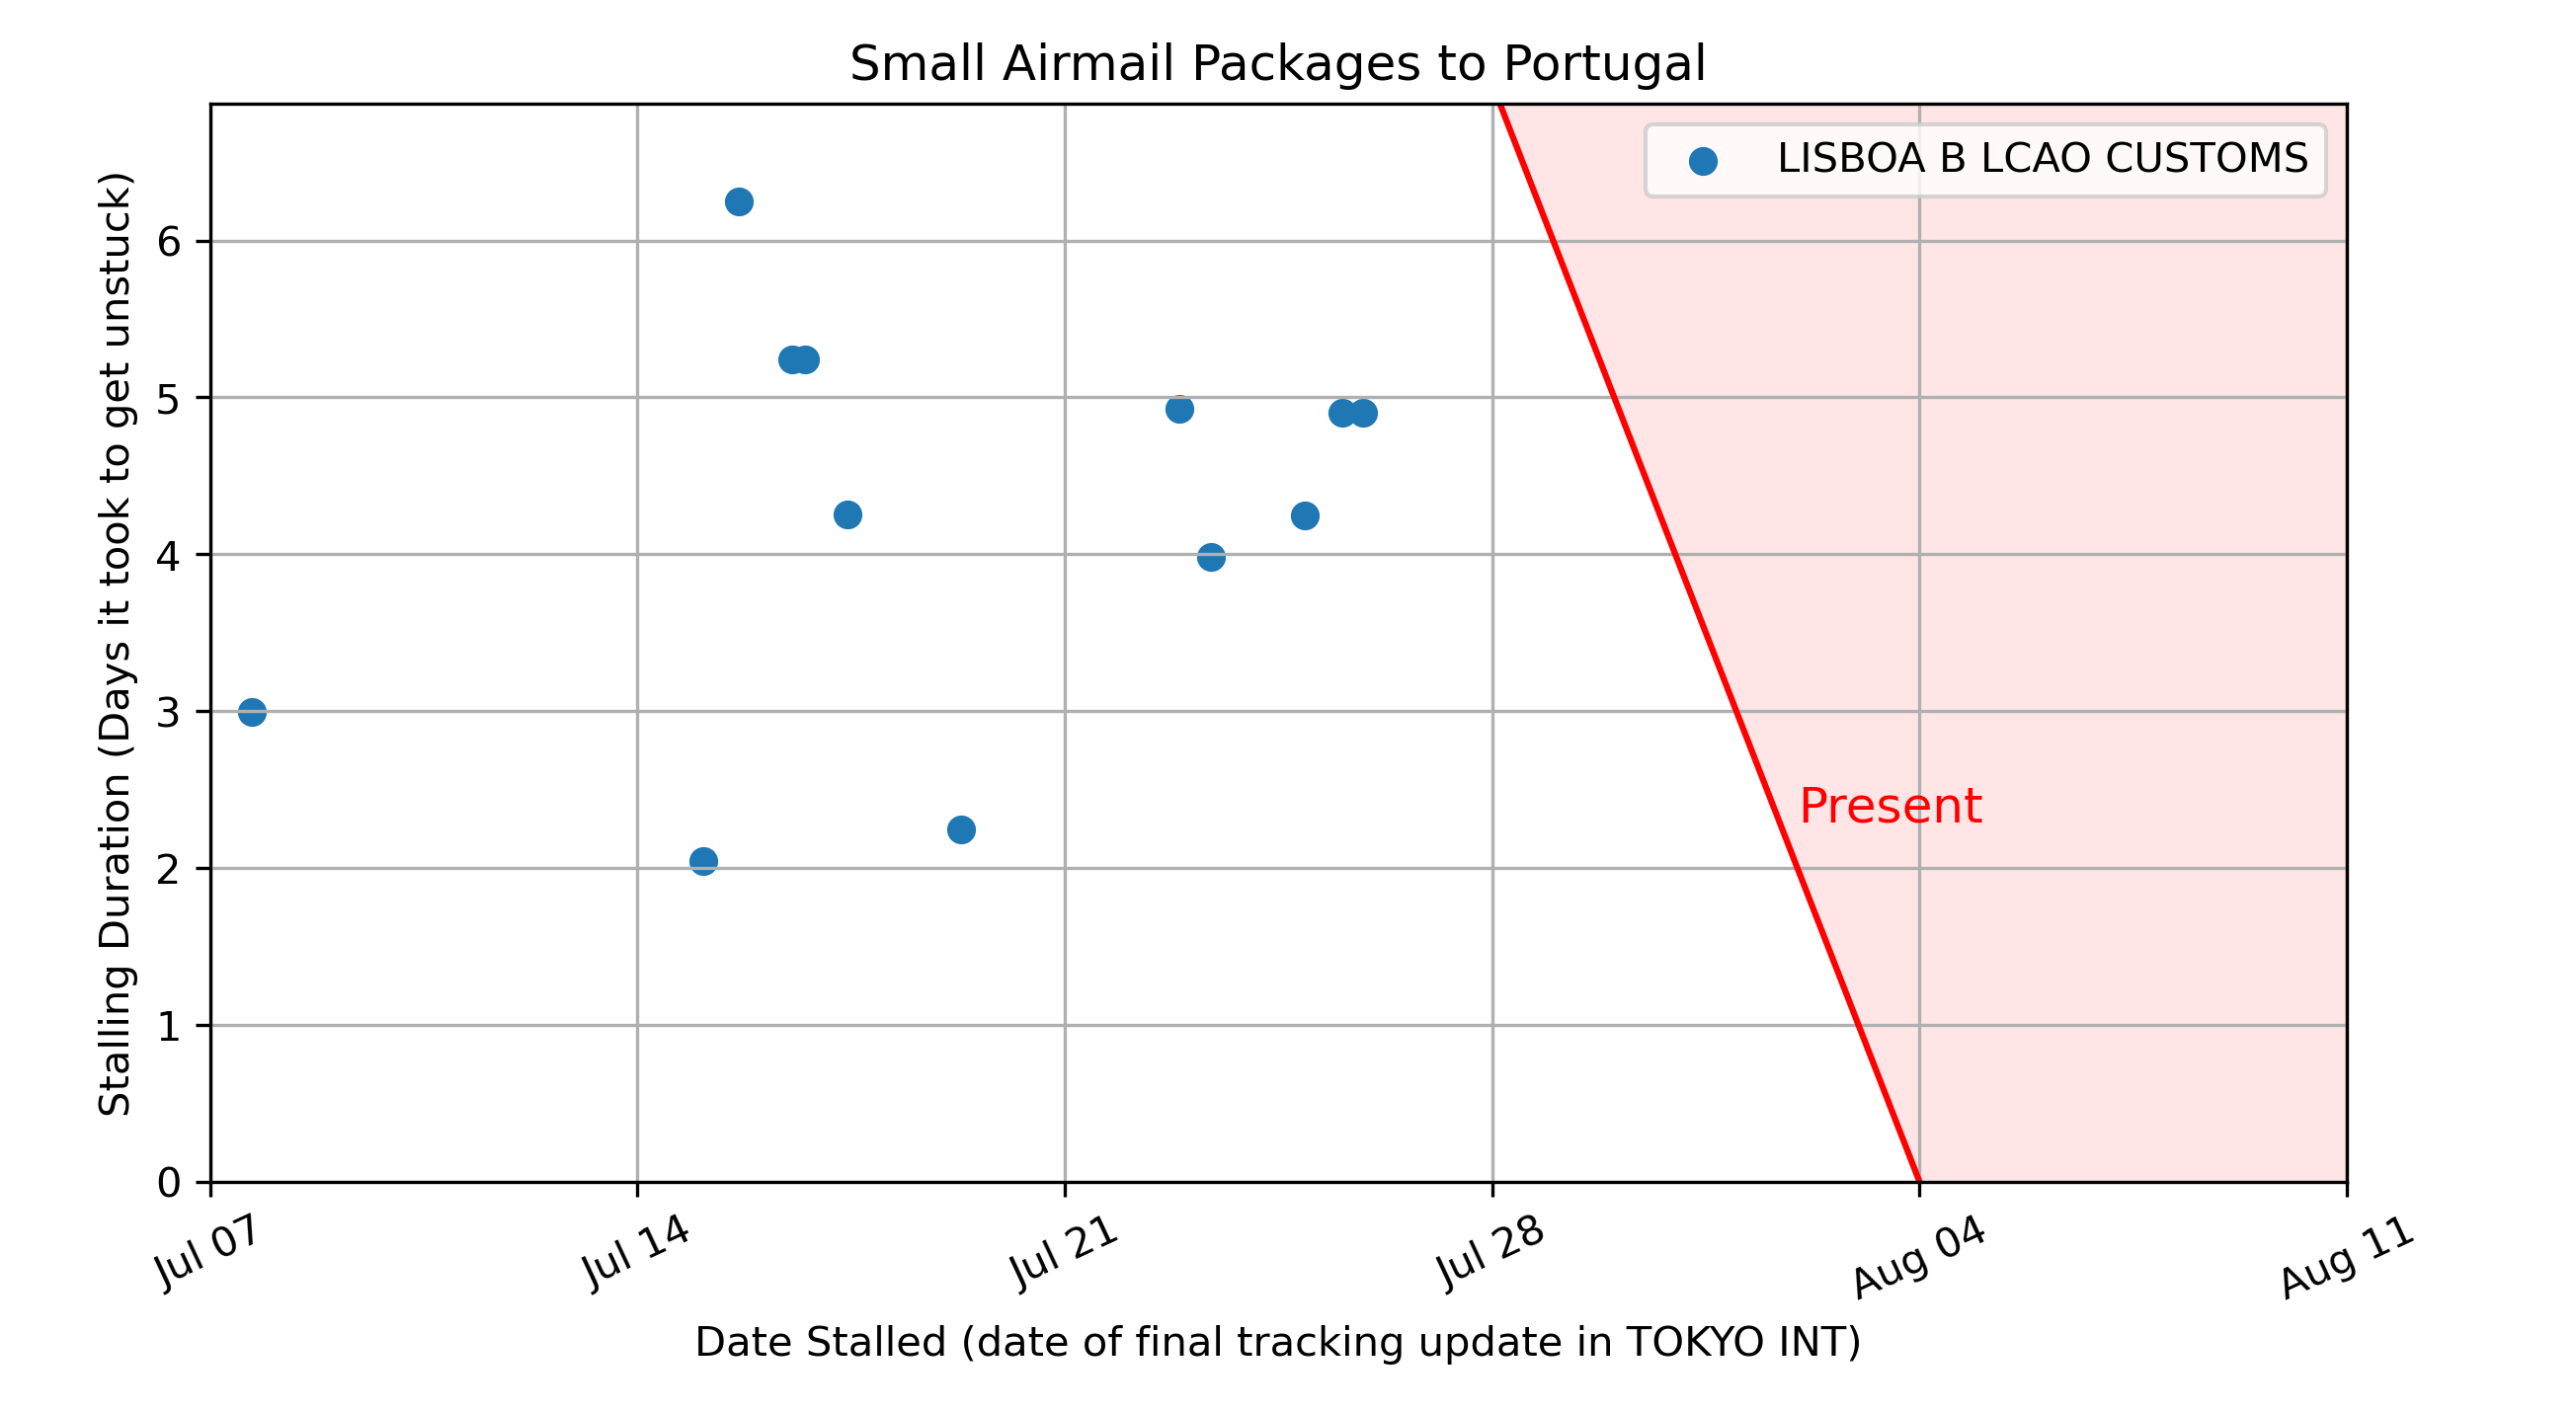 Small Airmail Packages to Portugal
LISBOA B LCAO CUSTOMS
Stalling Duration (Days it took to get unstuck)
6
5
4
3
2
1
0
Present
Jul 07
Jul 14
Jul 21
Jul 28
Aug 04
Aug 11
Date Stalled (date of final tracking update in TOKYO INT)